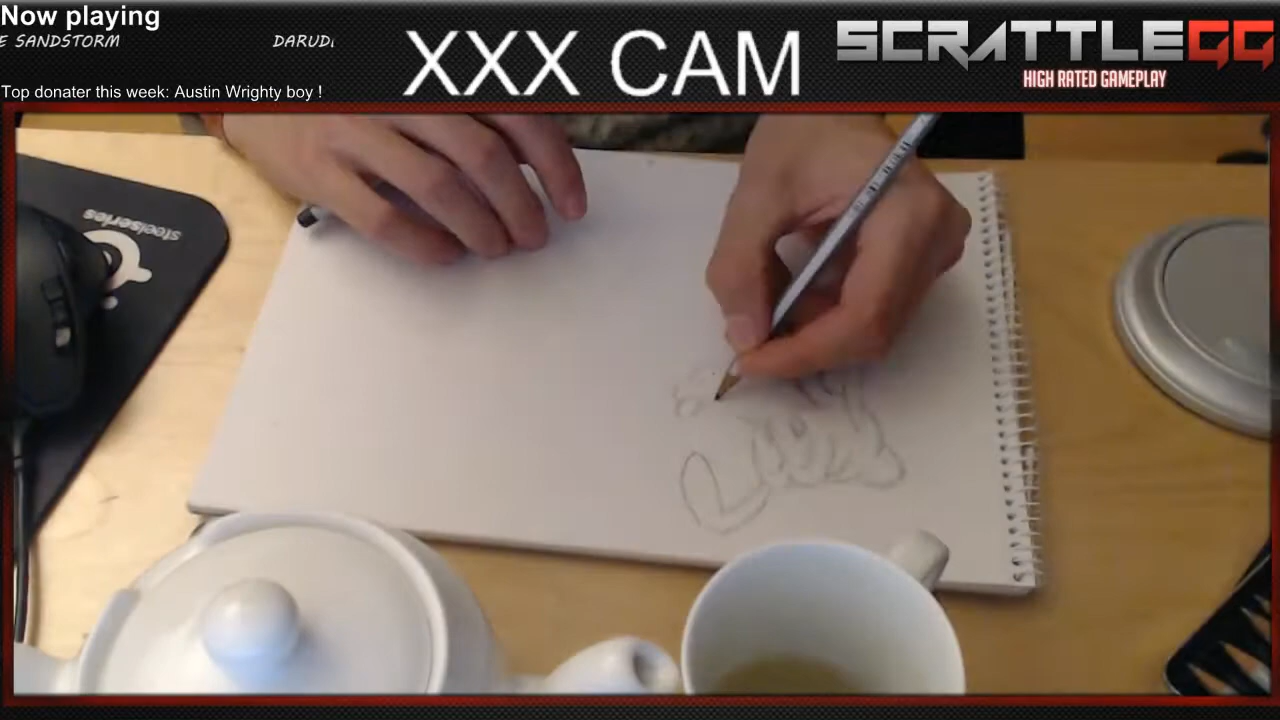 Now playing
E SANDSTORM DARUD
Top donater this week: Austin Wrighty boy !
XXX CAM
SCRATTLEGG
HIGH RATED GAMEPLAY
steelseries